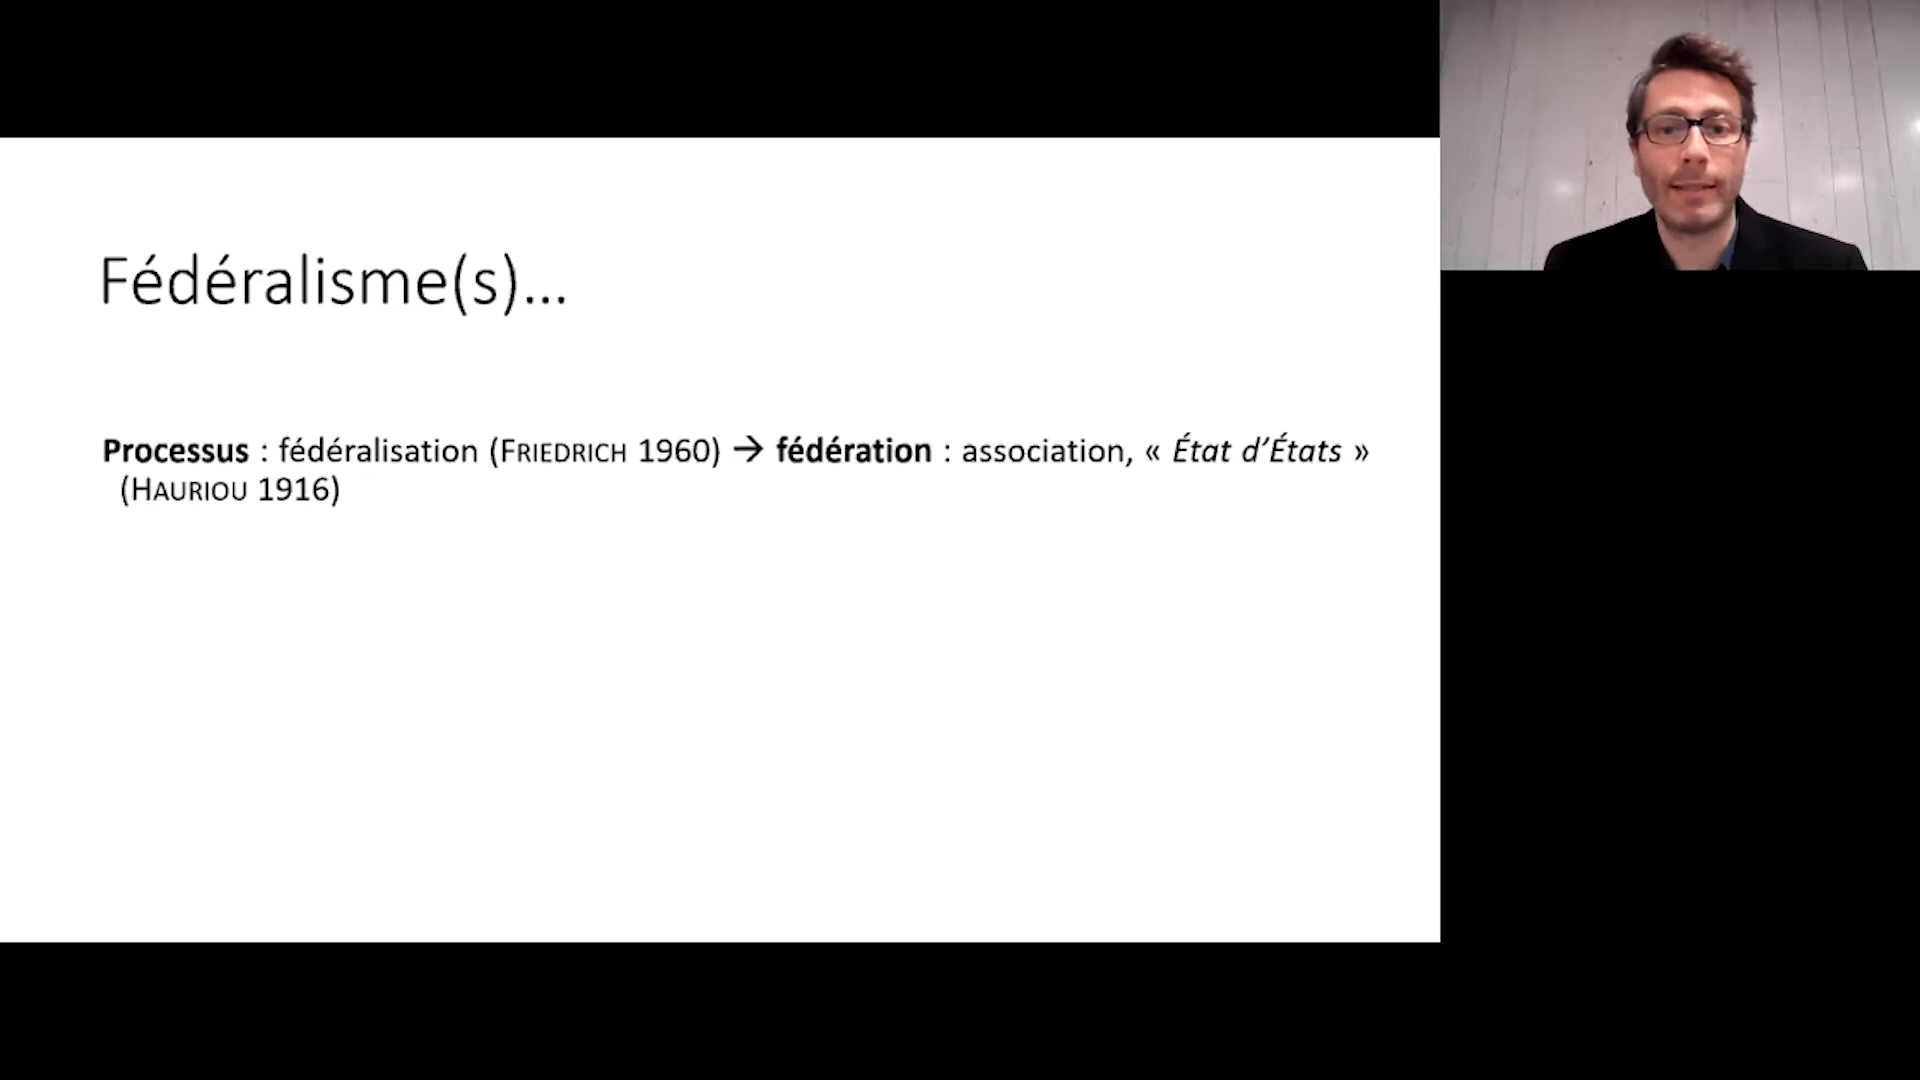 Fédéralisme(s)...
Processus : fédéralisation (FRIEDRICH 1960) → fédération : association, « État d’États »
(HAURIOU 1916)